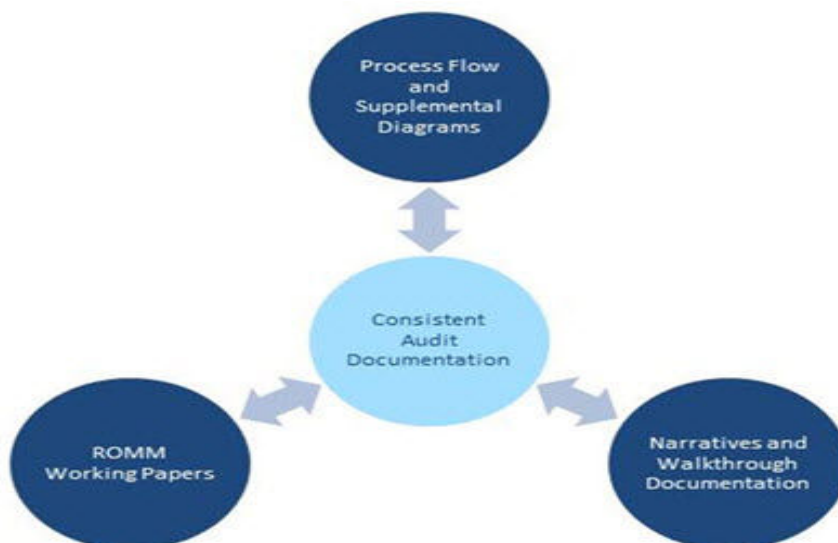 Process Flow
and
Supplemental
Diagrams
Consistent
Audit
Documentation
ROMM
Working Papers
Narratives and
Walkthrough
Documentation